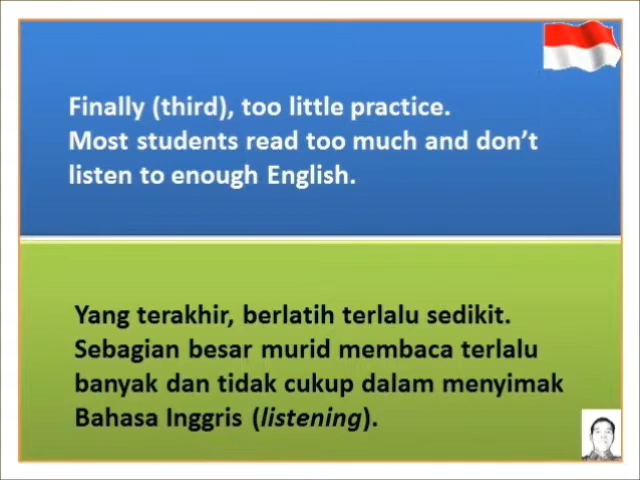 Finally (third), too little practice.
Most students read too much and don't
listen to enough English.
Yang terakhir, berlatih terlalu sedikit.
Sebagian besar murid membaca terlalu
banyak dan tidak cukup dalam menyimak
Bahasa Inggris (listening).